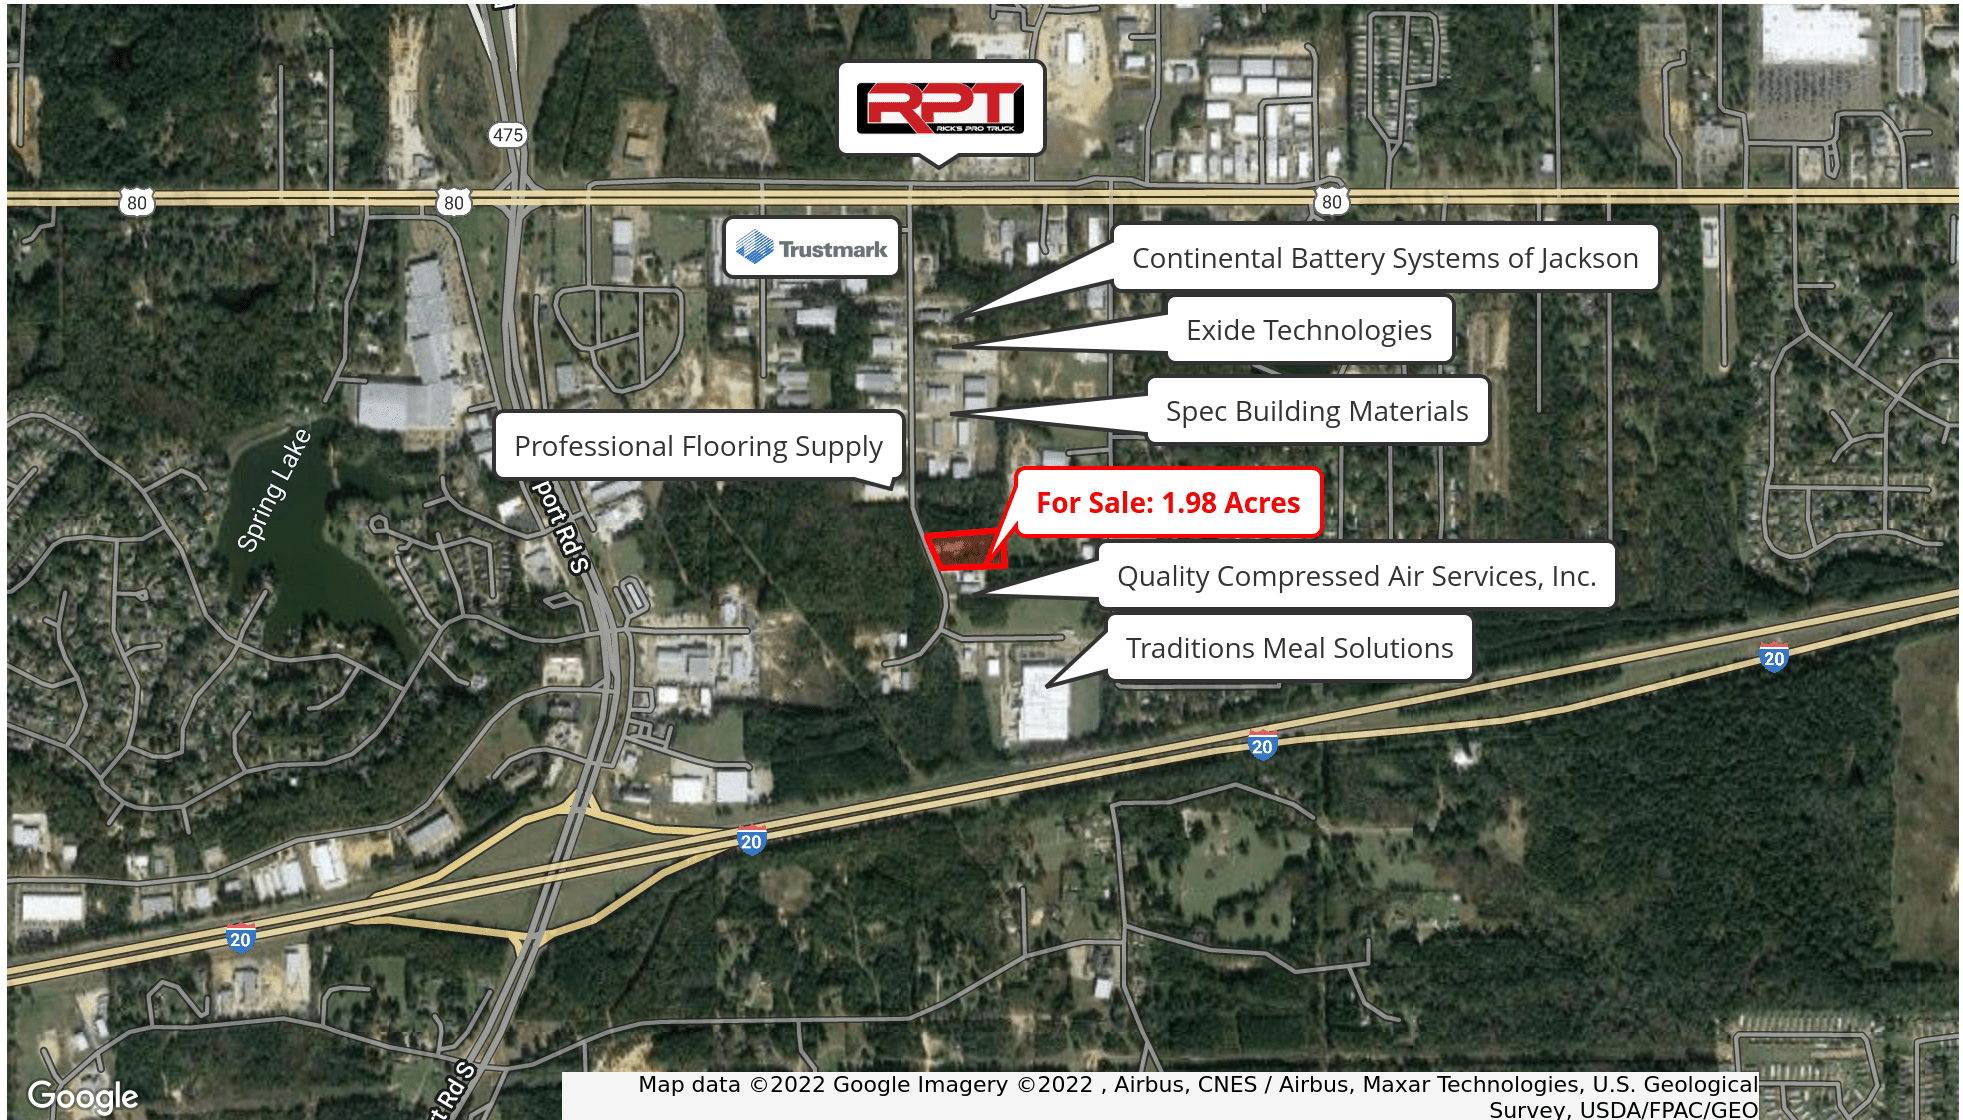 475
RPT
RICK'S PRO TRUCK
80
80
80
Trustmark
Continental Battery Systems of Jackson
Exide Technologies
Spec Building Materials
Professional Flooring Supply
Spring Lake
port Rd S
For Sale: 1.98 Acres
Quality Compressed Air Services, Inc.
Traditions Meal Solutions
20
20
20
20
rt Rd S
Google
Map data ©2022 Google Imagery ©2022 , Airbus, CNES / Airbus, Maxar Technologies, U.S. Geological
Survey, USDA/FPAC/GEO